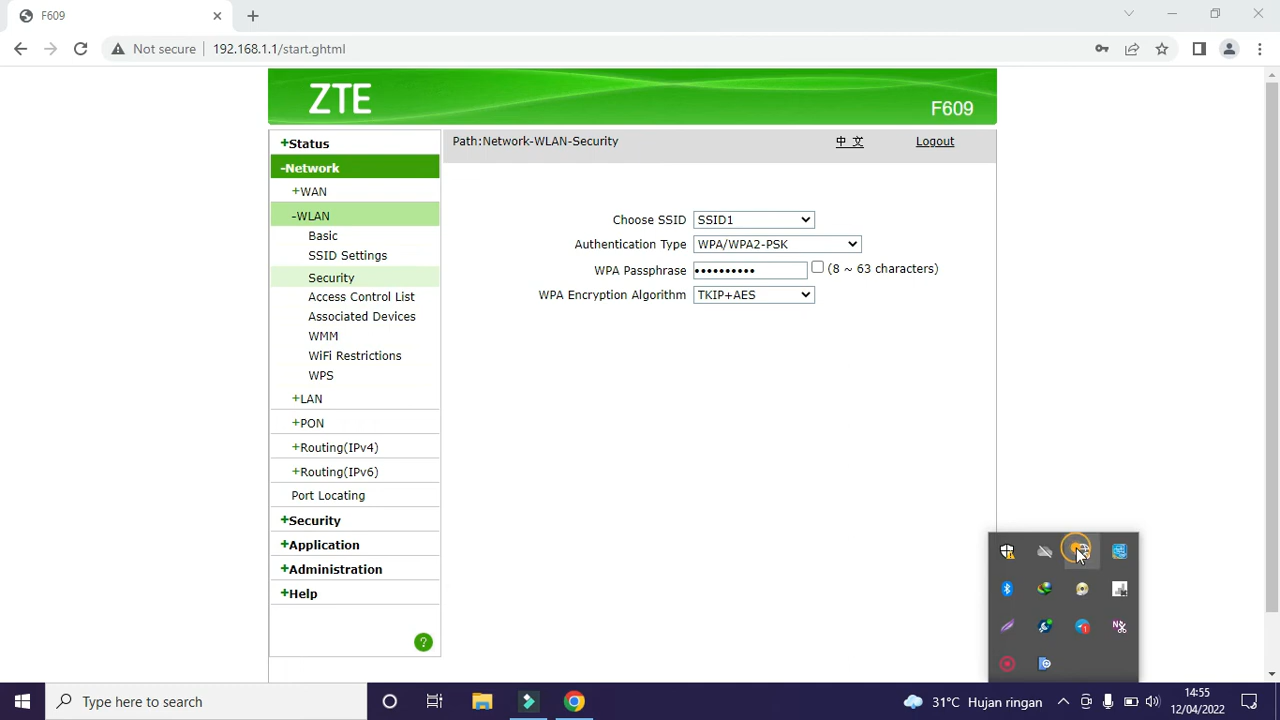 F609
Not secure
192.168.1.1/start.ghtml
ZTE
F609
+Status
-Network
+WAN
-WLAN
Basic
SSID Settings
Security
Access Control List
Associated Devices
WMM
WiFi Restrictions
WPS
+LAN
+PON
+Routing(IPv4)
+Routing(IPv6)
Port Locating
+Security
+Application
+Administration
+Help
?
Path:Network-WLAN-Security
中 文
Logout
Choose SSID SSID1
Authentication Type WPA/WPA2-PSK
WPA Passphrase •••••••••• (8 ~ 63 characters)
WPA Encryption Algorithm TKIP+AES
Type here to search
31°C Hujan ringan
14:55
12/04/2022